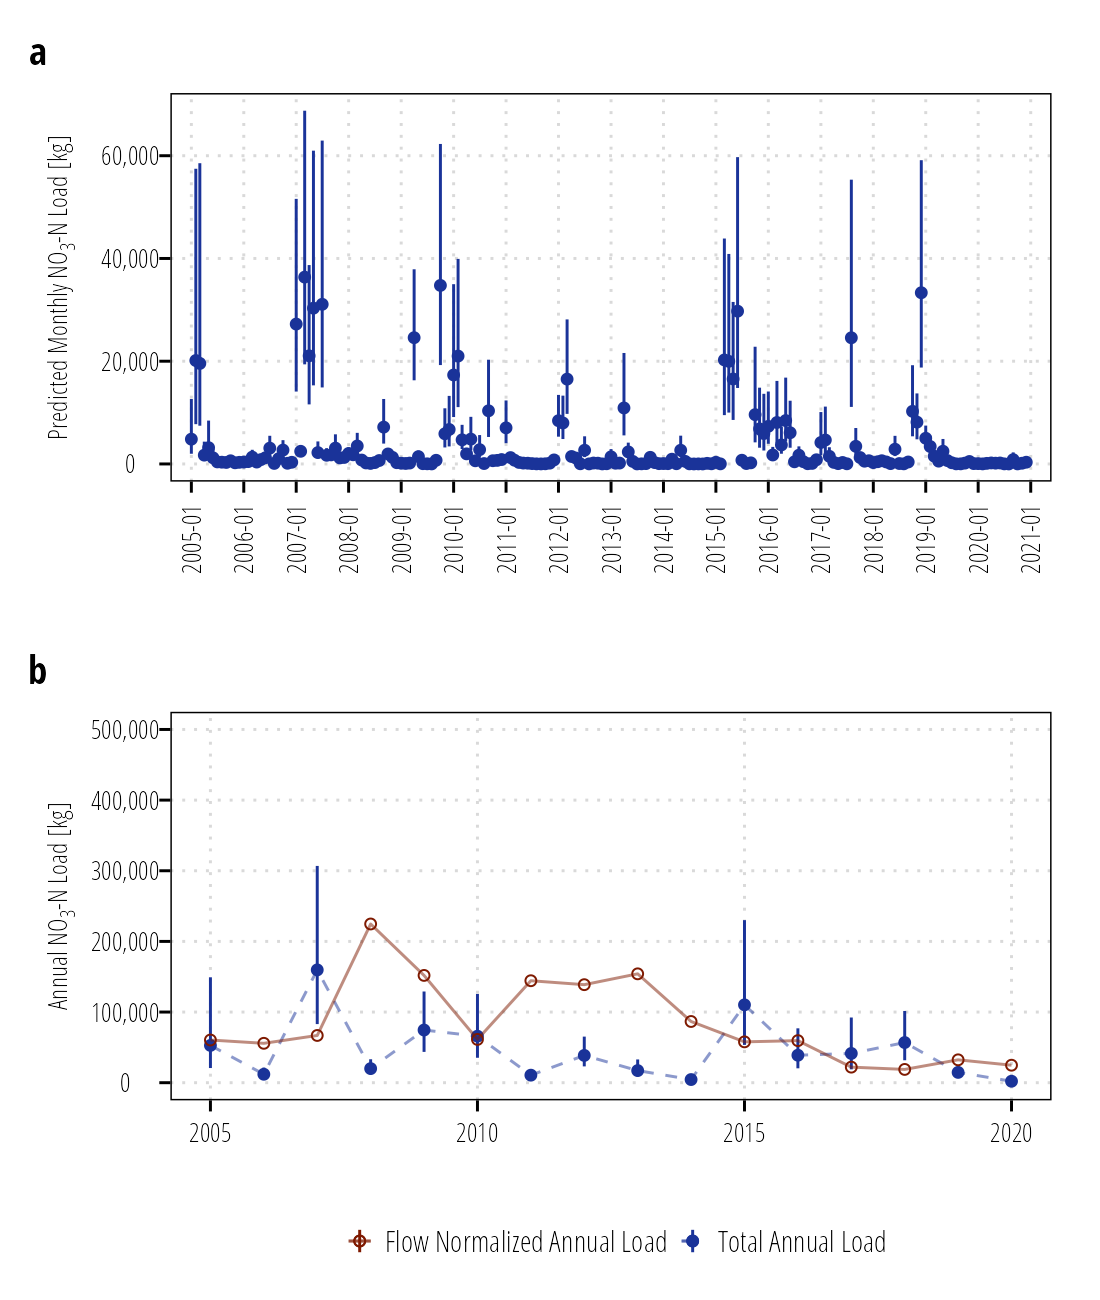 a
Predicted Monthly NO3-N Load [kg]
60,000
40,000
20,000
0
2005-01 2006-01 2007-01 2008-01 2009-01 2010-01 2011-01 2012-01 2013-01 2014-01 2015-01 2016-01 2017-01 2018-01 2019-01 2020-01 2021-01
b
Annual NO3-N Load [kg]
500,000
400,000
300,000
200,000
100,000
0
2005 2010 2015 2020
Flow Normalized Annual Load Total Annual Load